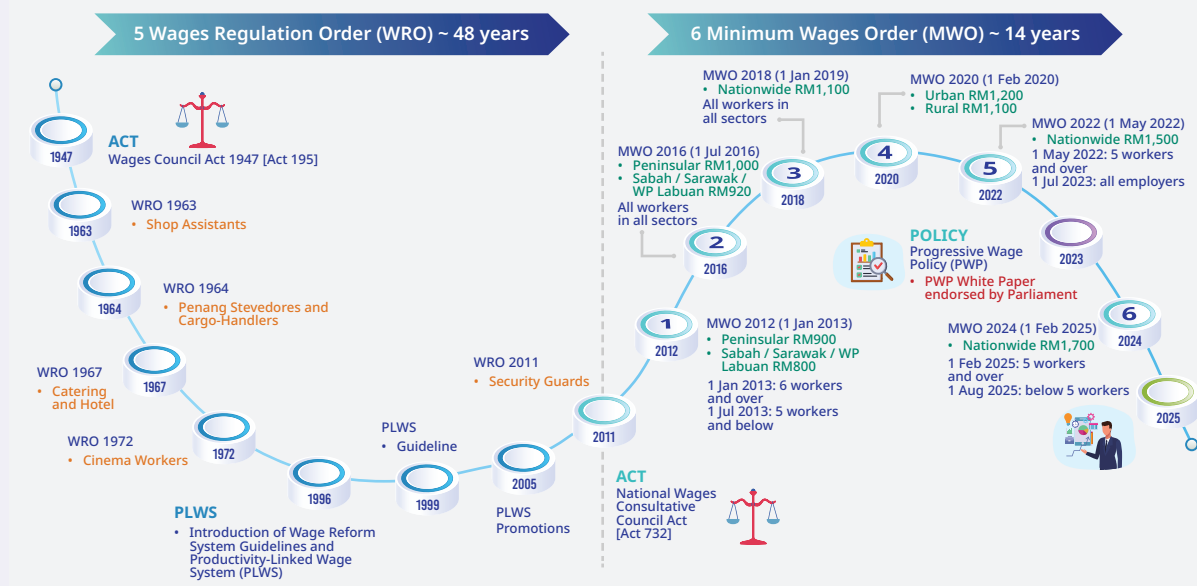 5 Wages Regulation Order (WRO) ~ 48 years
1947
ACT
Wages Council Act 1947 [Act 195]
1963
WRO 1963
• Shop Assistants
1964
WRO 1964
• Penang Stevedores and
Cargo-Handlers
WRO 1967
• Catering
and Hotel
1967
WRO 1972
• Cinema Workers
1972
1996
PLWS
• Introduction of Wage Reform
System Guidelines and
Productivity-Linked Wage
System (PLWS)
PLWS
• Guideline
1999
2005
PLWS
Promotions
WRO 2011
• Security Guards
2011
6 Minimum Wages Order (MWO) ~ 14 years
ACT
National Wages
Consultative
Council Act
[Act 732]
1
2012
MWO 2012 (1 Jan 2013)
• Peninsular RM900
• Sabah / Sarawak / WP
Labuan RM800
1 Jan 2013: 6 workers
and over
1 Jul 2013: 5 workers
and below
MWO 2016 (1 Jul 2016)
• Peninsular RM1,000
• Sabah / Sarawak /
WP Labuan RM920
All workers
in all sectors
2
2016
MWO 2018 (1 Jan 2019)
• Nationwide RM1,100
All workers in
all sectors
3
2018
MWO 2020 (1 Feb 2020)
• Urban RM1,200
• Rural RM1,100
4
2020
MWO 2022 (1 May 2022)
• Nationwide RM1,500
1 May 2022: 5 workers
and over
1 Jul 2023: all employers
5
2022
POLICY
Progressive Wage
Policy (PWP)
• PWP White Paper
endorsed by Parliament
2023
MWO 2024 (1 Feb 2025)
• Nationwide RM1,700
1 Feb 2025: 5 workers
and over
1 Aug 2025: below 5 workers
6
2024
2025